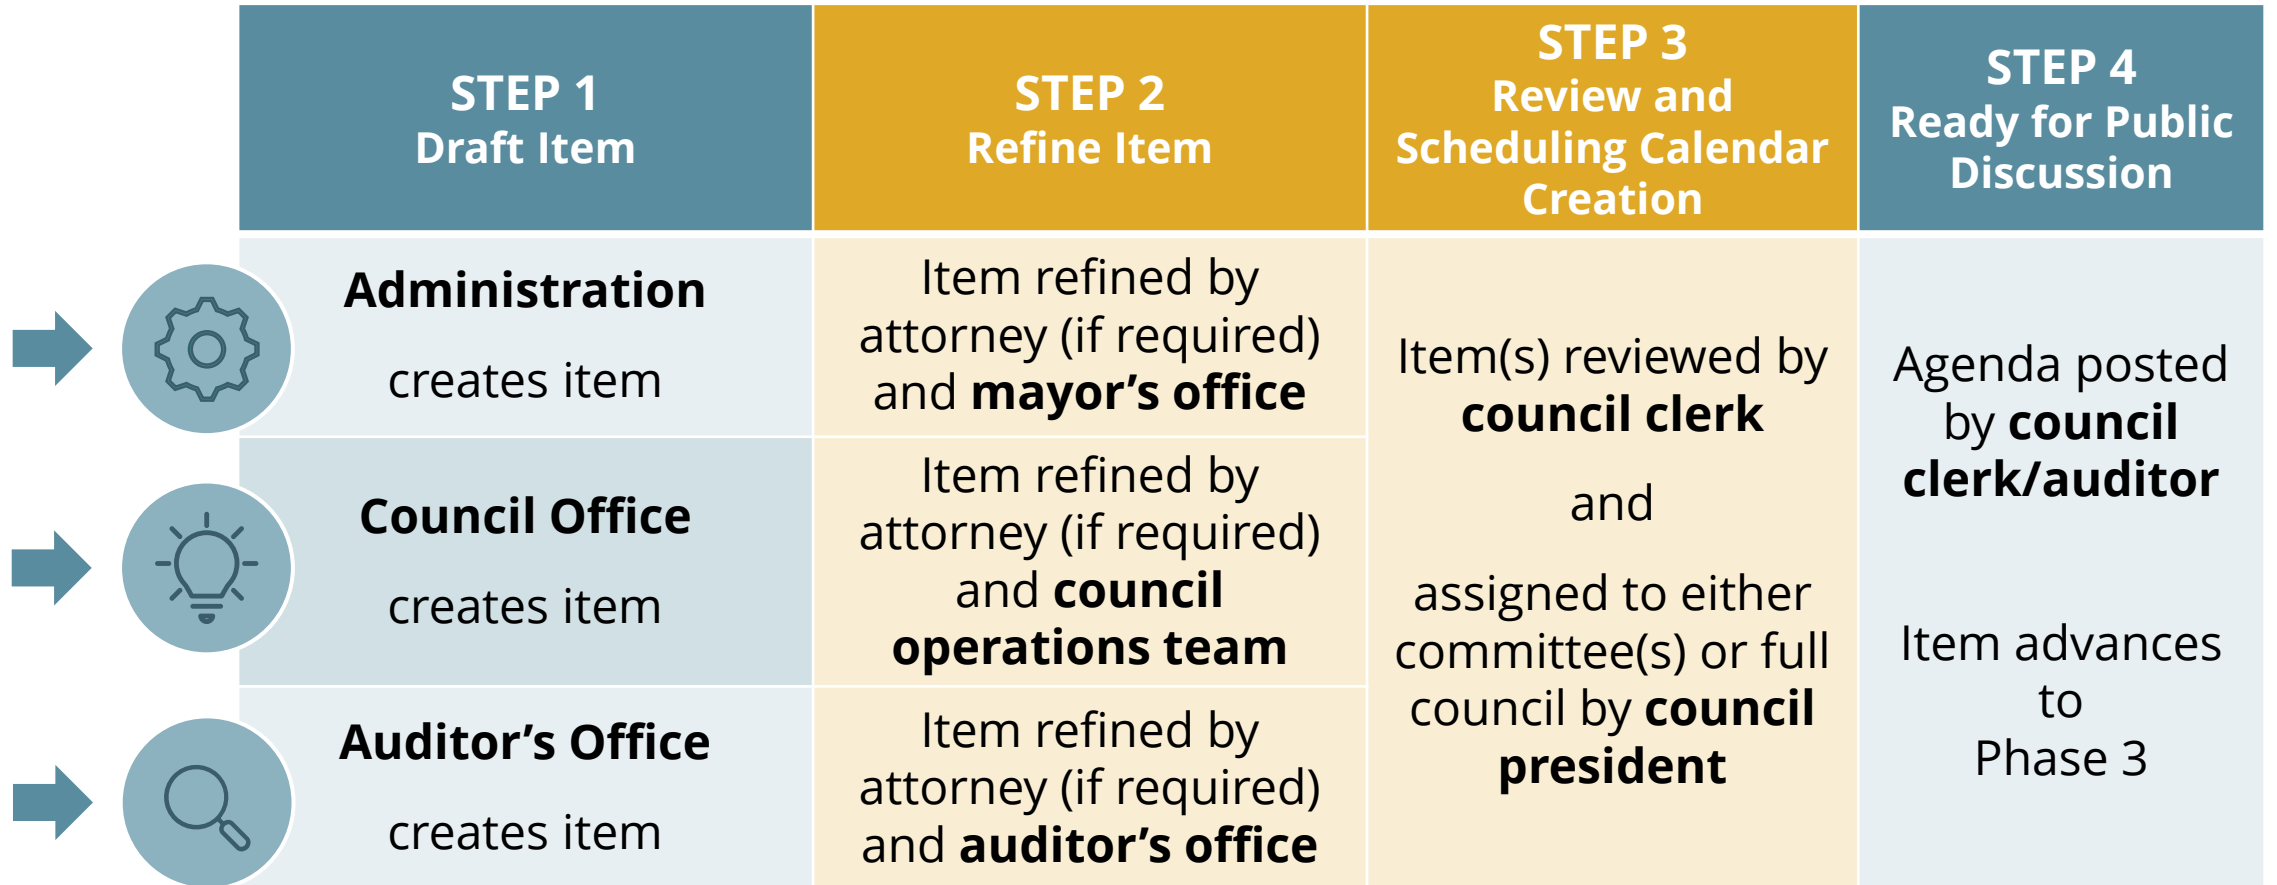 STEP 1
Draft Item
STEP 2
Refine Item
STEP 3
Review and
Scheduling Calendar
Creation
STEP 4
Ready for Public
Discussion
Administration
creates item
Item refined by
attorney (if required)
and mayor’s office
Council Office
creates item
Item refined by
attorney (if required)
and council
operations team
Auditor’s Office
creates item
Item refined by
attorney (if required)
and auditor’s office
Item(s) reviewed by
council clerk
and
assigned to either
committee(s) or full
council by council
president
Agenda posted
by council
clerk/auditor
Item advances
to
Phase 3